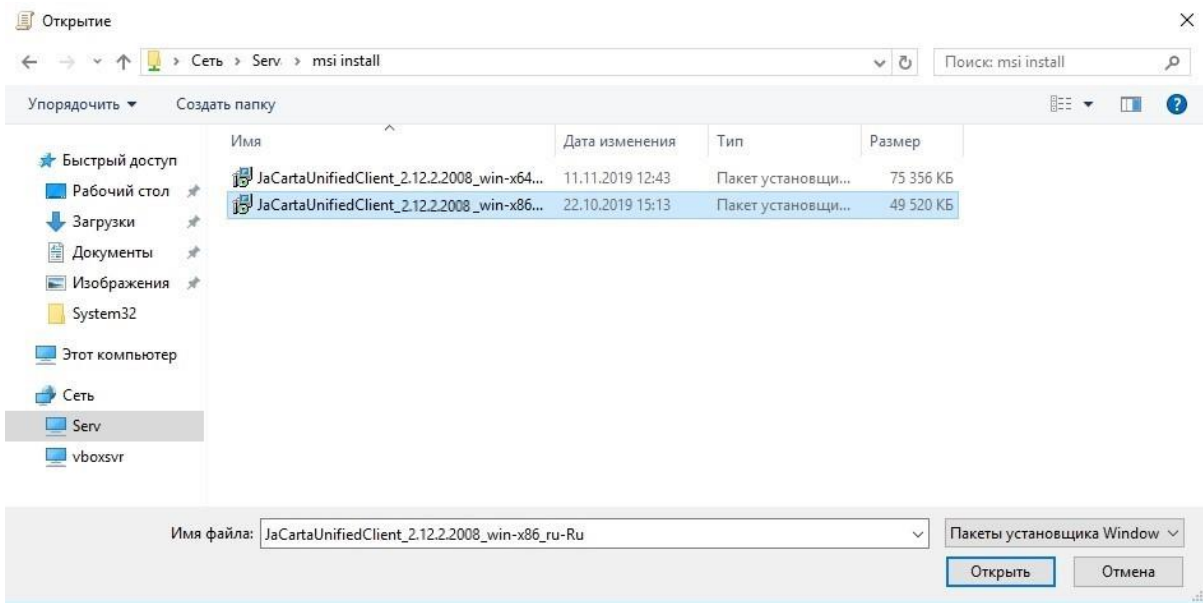 Открытие
Сеть › Serv › msi install
Поиск: msi install
Упорядочить Создать папку
Имя Дата изменения Тип Размер
Быстрый доступ
Рабочий стол
Загрузки
Документы
Изображения
System32
Этот компьютер
Сеть
Serv
vboxsvr
JaCartaUnifiedClient_2.12.2.2008_win-x64... 11.11.2019 12:43 Пакет установщи... 75 356 КБ
JaCartaUnifiedClient_2.12.2.2008_win-x86... 22.10.2019 15:13 Пакет установщи... 49 520 КБ
Имя файла: JaCartaUnifiedClient_2.12.2.2008_win-x86_ru-Ru
Пакеты установщика Window
Открыть Отмена